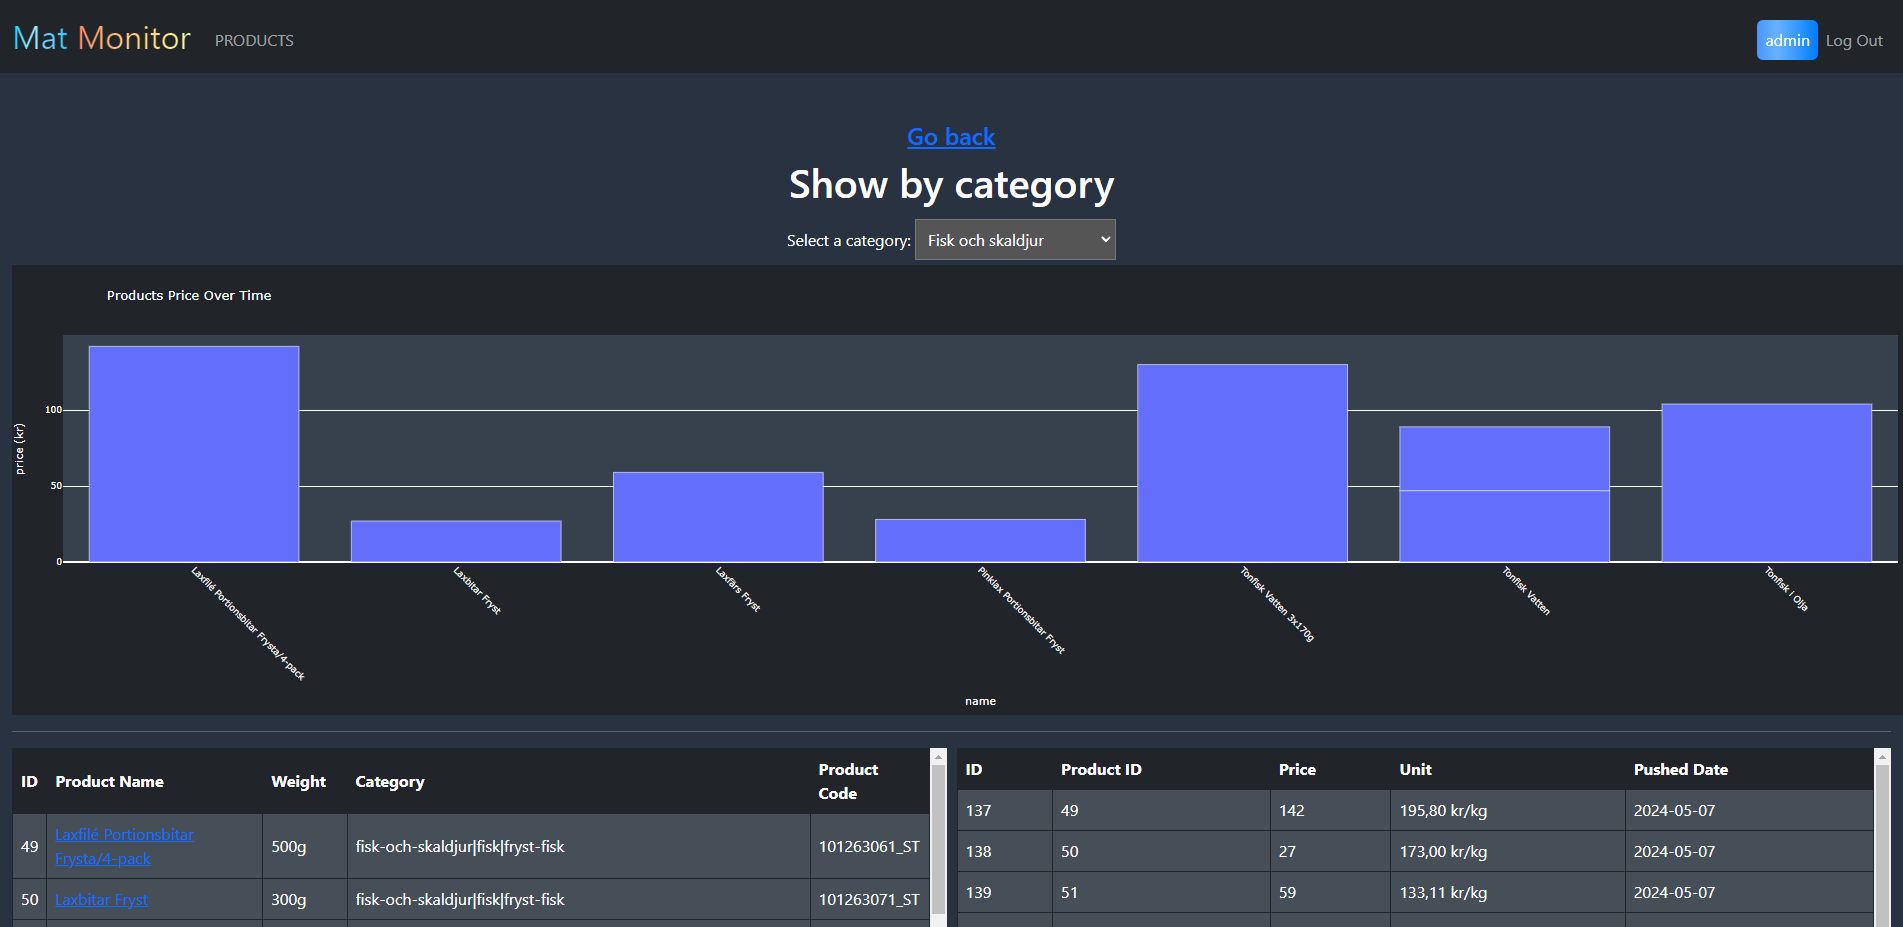 Mat Monitor PRODUCTS admin Log Out
Go back
Show by category
Select a category: Fisk och skaldjur
Products Price Over Time
price (kr)
100
50
0
Laxfilé Portionsbitar Frysta/4-pack
Laxbitar Fryst
Laxfärs Fryst
Pinklax Portionsbitar Fryst
Tonfisk Vatten 3x170g
Tonfisk Vatten
Tonfisk i Olja
name
ID Product Name Weight Category Product
Code
49 Laxfilé Portionsbitar
Frysta/4-pack 500g fisk-och-skaldjur|fisk|fryst-fisk 101263061_ST
50 Laxbitar Fryst 300g fisk-och-skaldjur|fisk|fryst-fisk 101263071_ST
ID Product ID Price Unit Pushed Date
137 49 142 195,80 kr/kg 2024-05-07
138 50 27 173,00 kr/kg 2024-05-07
139 51 59 133,11 kr/kg 2024-05-07